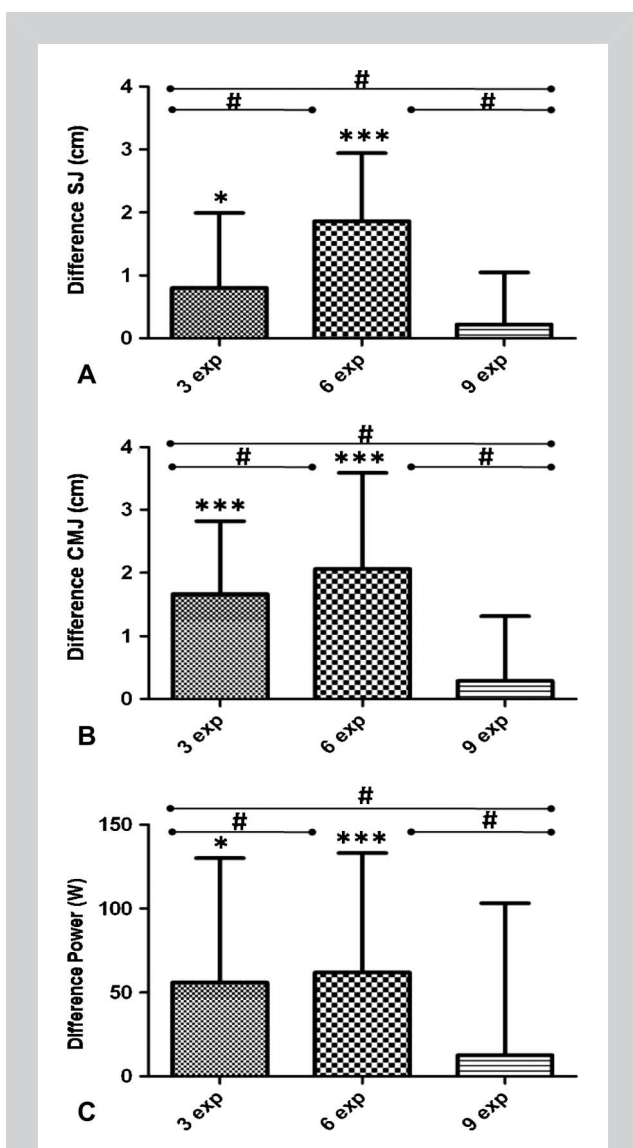 #
# #
4
***
3
*
2
1
0
Difference SJ (cm)
A
3 exp 6 exp 9 exp
#
# *** #
4
***
3
2
1
0
Difference CMJ (cm)
B
3 exp 6 exp 9 exp
#
# #
150
* ***
100
50
0
Difference Power (W)
C
3 exp 6 exp 9 exp